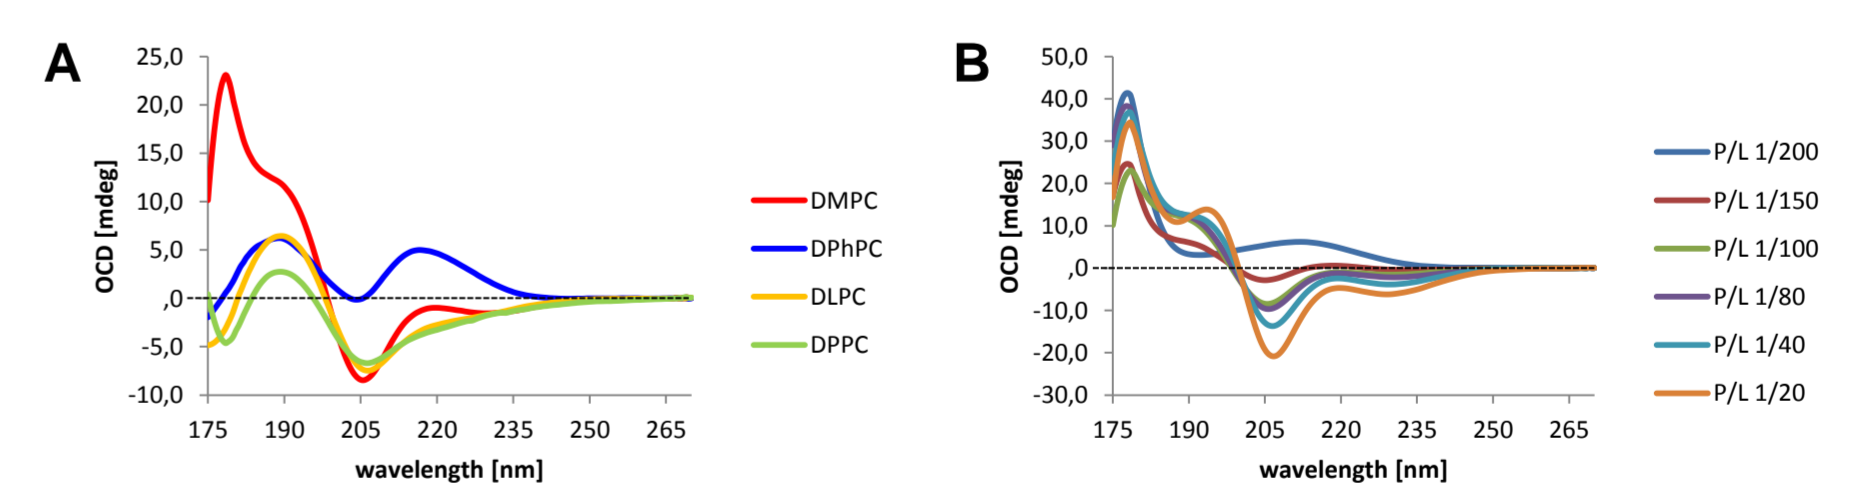 A
25,0
20,0
15,0
10,0
5,0
,0
-5,0
-10,0
OCD [mdeg]
175 190 205 220 235 250 265
wavelength [nm]
DMPC
DPhPC
DLPC
DPPC
B
50,0
40,0
30,0
20,0
10,0
,0
-10,0
-20,0
-30,0
OCD [mdeg]
175 190 205 220 235 250 265
wavelength [nm]
P/L 1/200
P/L 1/150
P/L 1/100
P/L 1/80
P/L 1/40
P/L 1/20